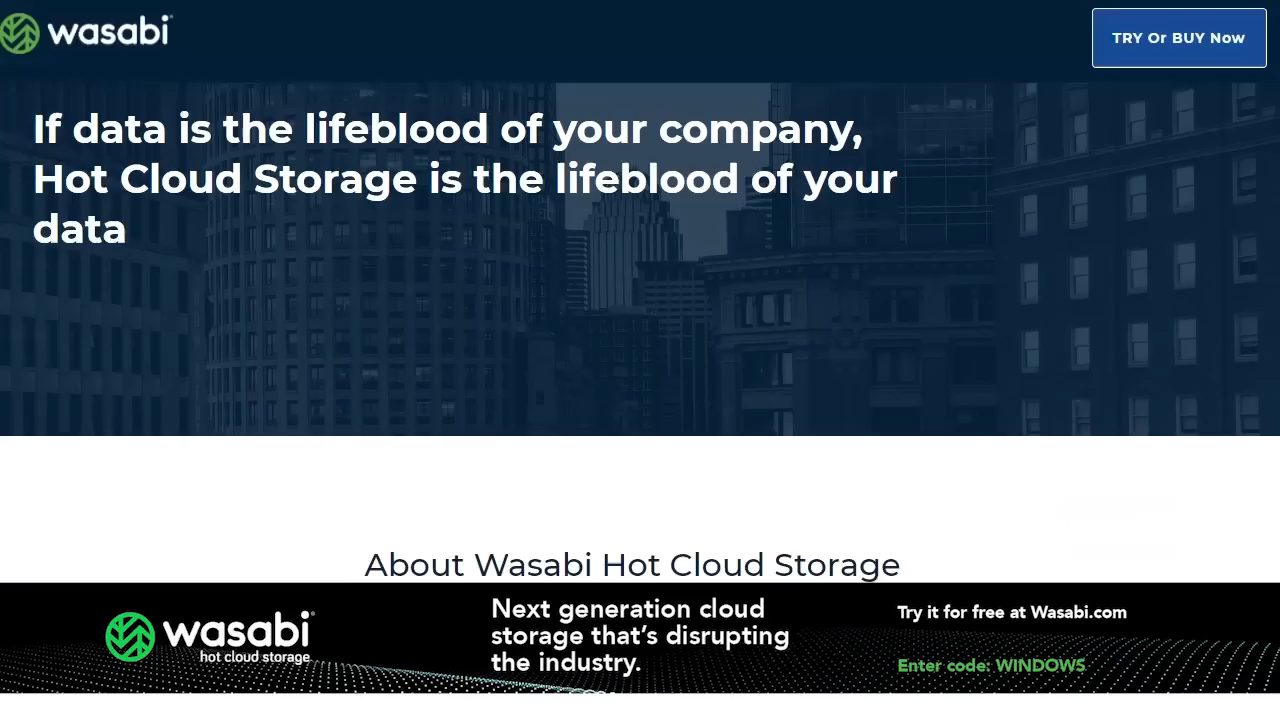 wasabi
TRY Or BUY Now
If data is the lifeblood of your company,
Hot Cloud Storage is the lifeblood of your
data
About Wasabi Hot Cloud Storage
wasabi
hot cloud storage
Next generation cloud
storage that's disrupting
the industry.
Try it for free at Wasabi.com
Enter code: WINDOWS